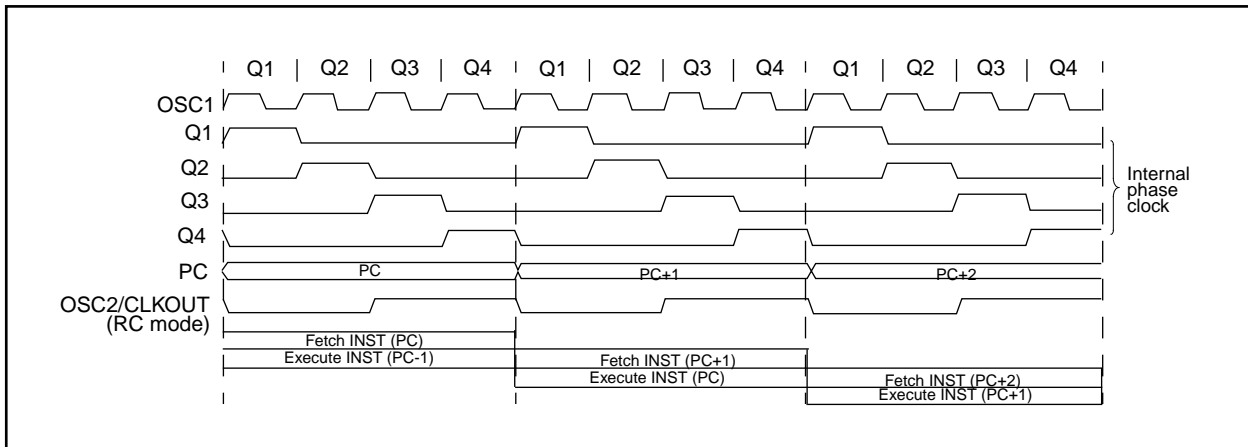 Q1 Q2 Q3 Q4 Q1 Q2 Q3 Q4 Q1 Q2 Q3 Q4
OSC1
Q1
Q2
Q3
Q4
Internal
phase
clock
PC PC PC+1 PC+2
OSC2/CLKOUT
(RC mode)
Fetch INST (PC)
Execute INST (PC-1) Fetch INST (PC+1)
Execute INST (PC) Fetch INST (PC+2)
Execute INST (PC+1)